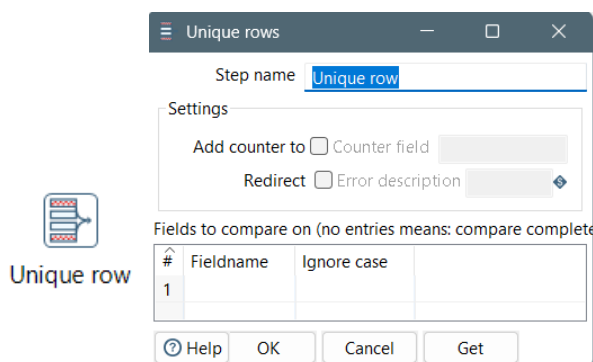 Unique rows
Step name Unique row
Settings
Add counter to Counter field
Redirect Error description
Unique row
Fields to compare on (no entries means: compare complete
# Fieldname Ignore case
1
Help OK Cancel Get